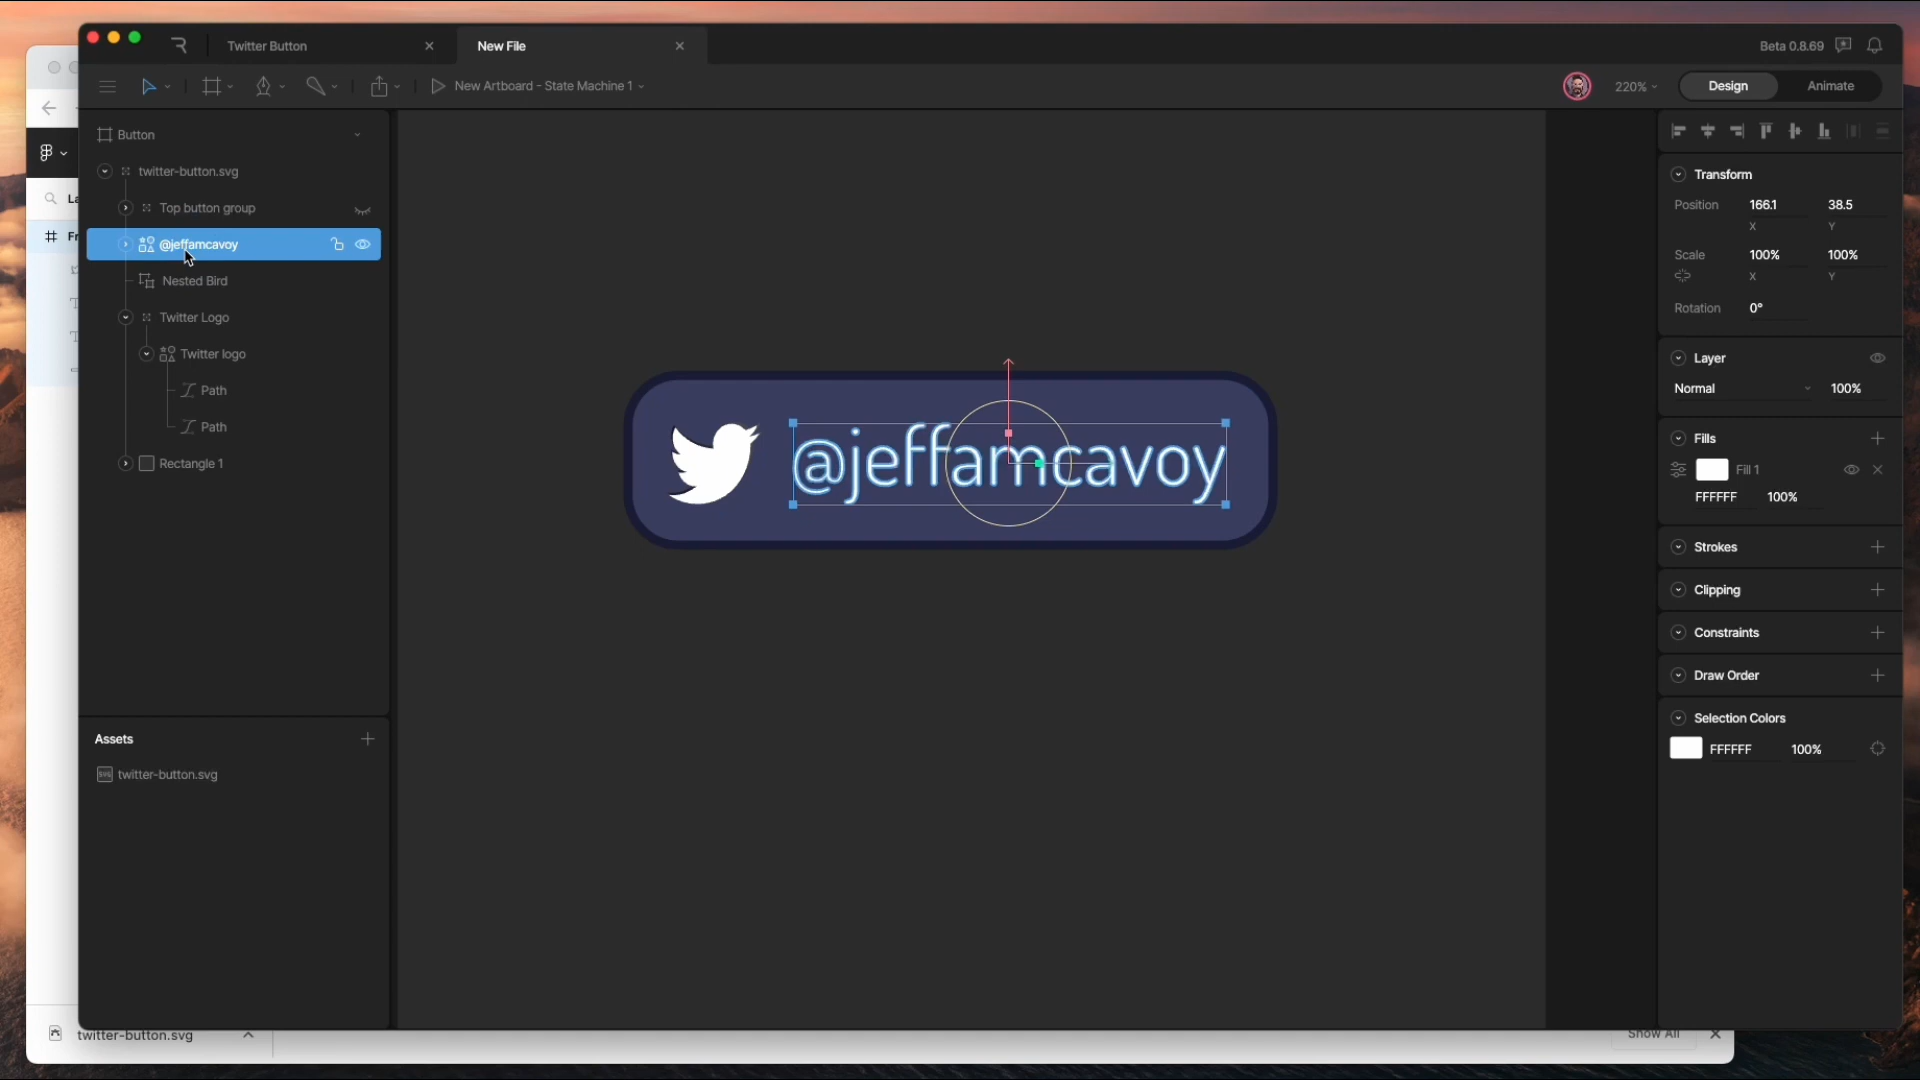 Twitter Button
New File
Beta 0.8.69
New Artboard - State Machine 1
220%
Design
Animate
Button
twitter-button.svg
Top button group
@jeffamcavoy
Nested Bird
Twitter Logo
Twitter logo
Path
Path
Rectangle 1
Assets
twitter-button.svg
@jeffamcavoy
Transform
Position 166.1 38.5
X Y
Scale 100% 100%
X Y
Rotation 0°
Layer
Normal 100%
Fills
Fill 1
FFFFFF 100%
Strokes
Clipping
Constraints
Draw Order
Selection Colors
FFFFFF 100%
twitter-button.svg
Show All